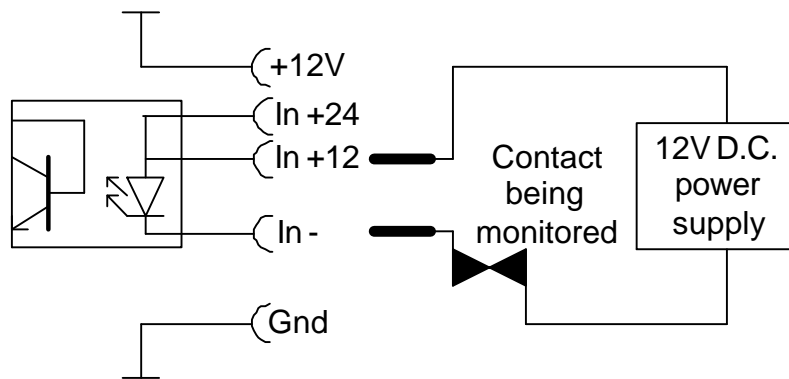 +12V
In +24
In +12
In -
Gnd
Contact
being
monitored
12V D.C.
power
supply